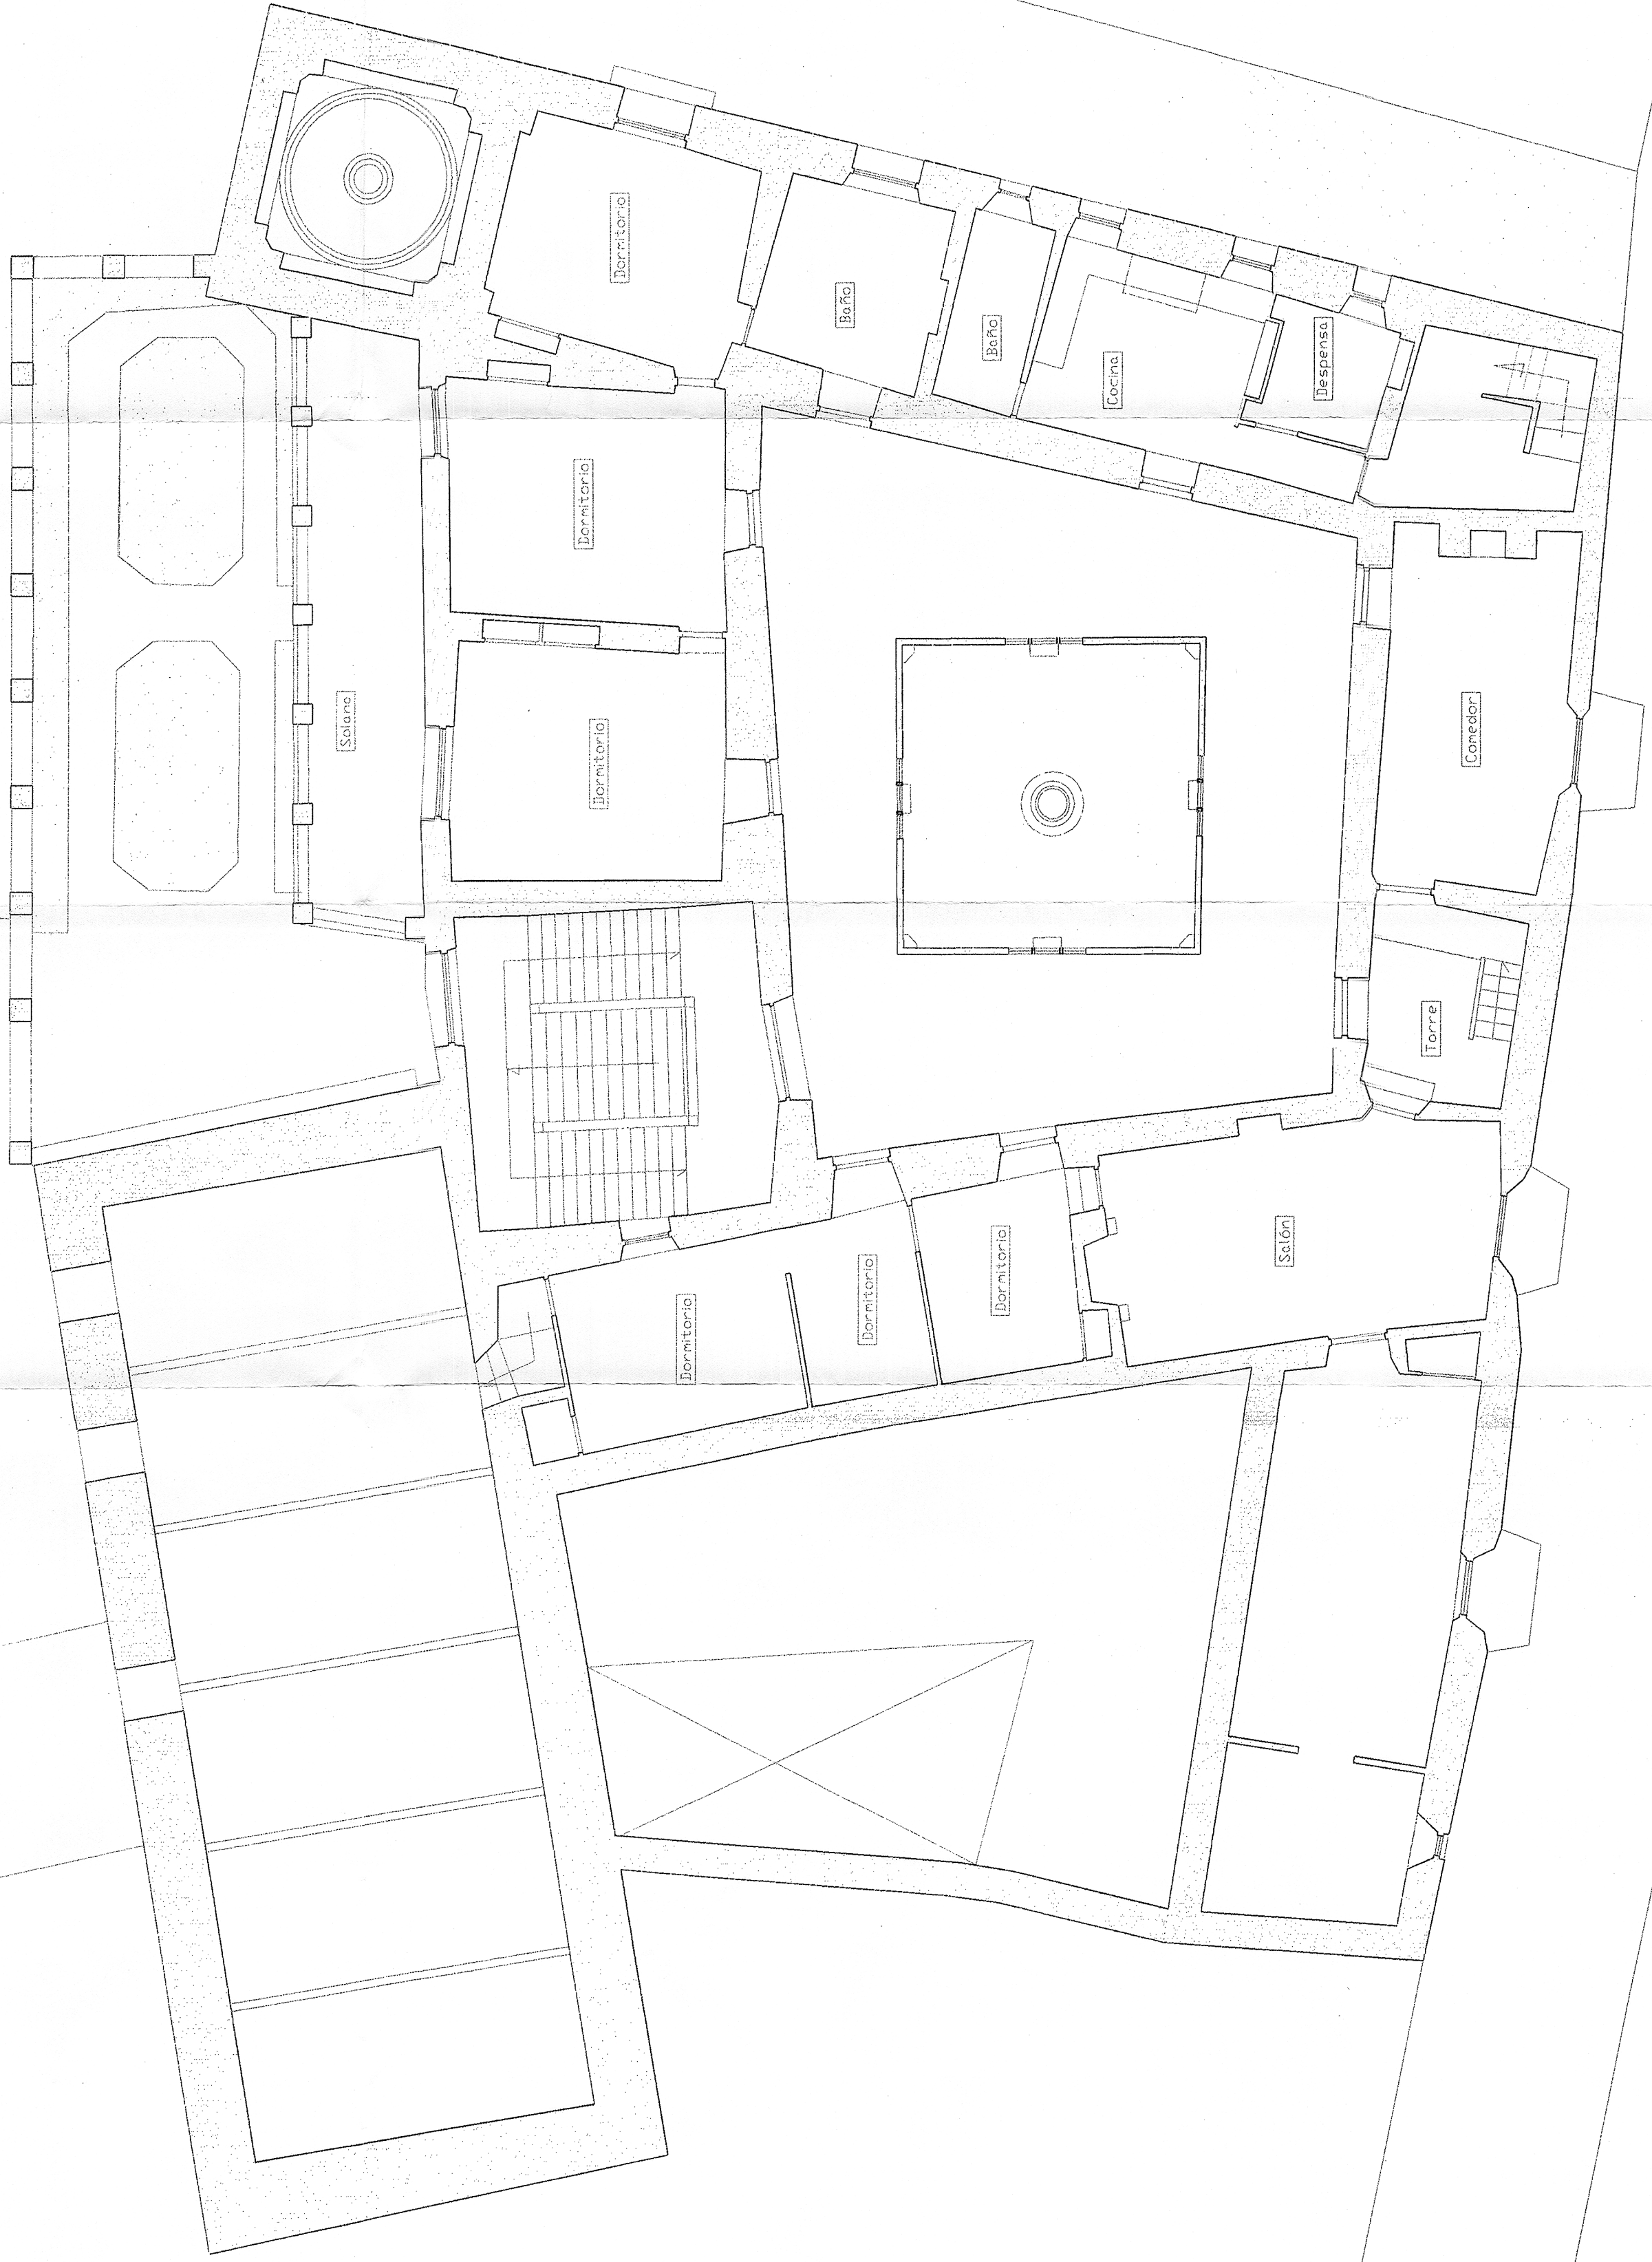 Dormitorio
Baño
Baño
Cocina
Despensa
Dormitorio
Solano
Dormitorio
Comedor
Torre
Dormitorio
Dormitorio
Dormitorio
Salón